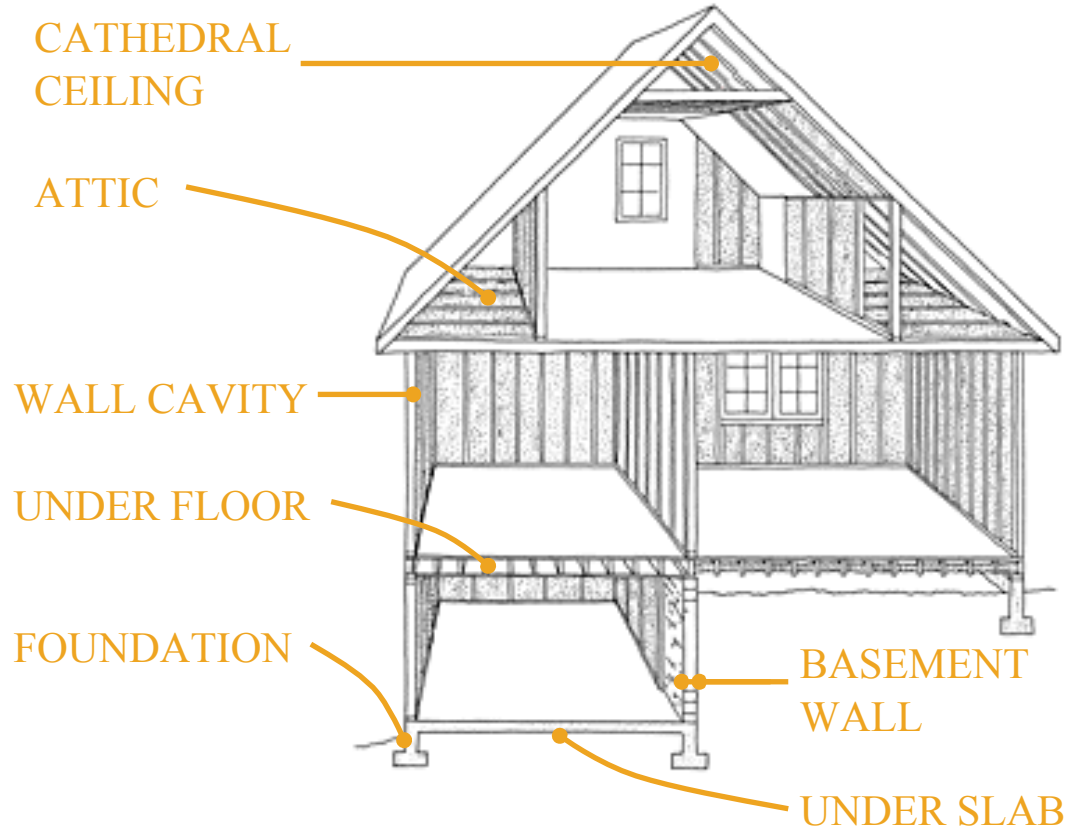 CATHEDRAL
CEILING
ATTIC
WALL CAVITY
UNDER FLOOR
FOUNDATION
BASEMENT
WALL
UNDER SLAB